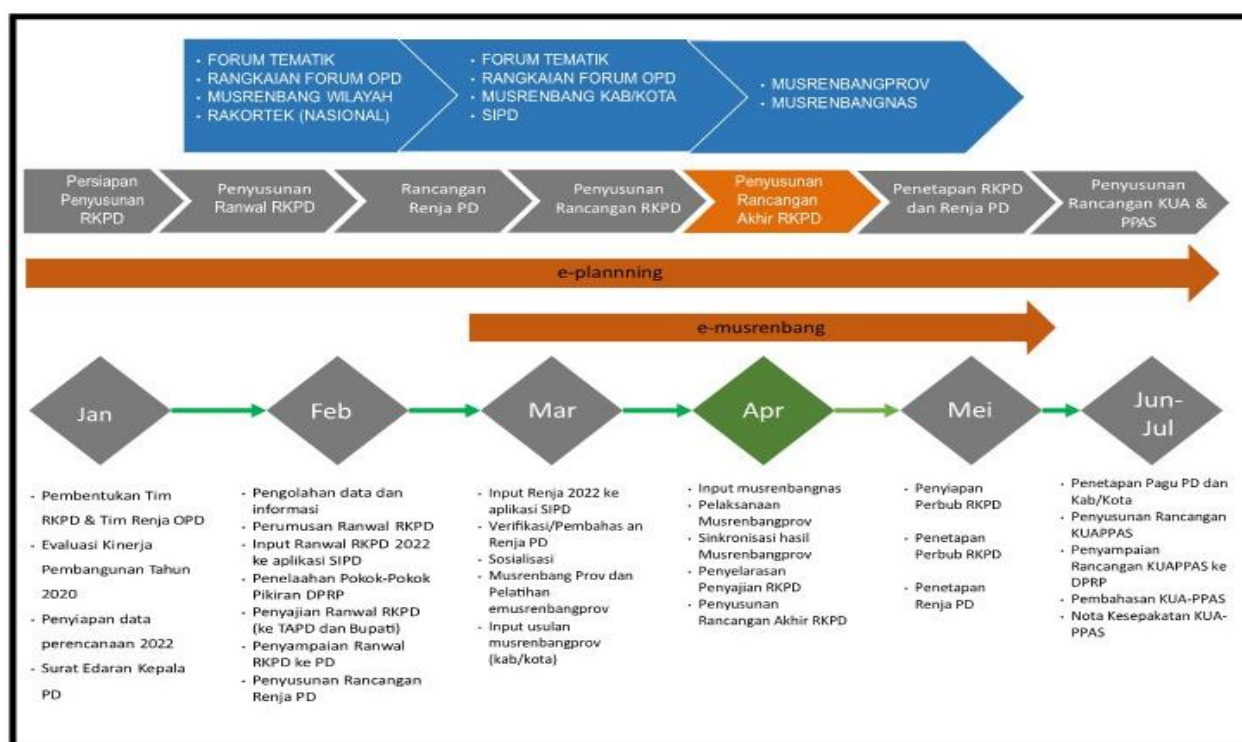 - FORUM TEMATIK
- RANGKAIAN FORUM OPD
- MUSRENBANG WILAYAH
- RAKORTEK (NASIONAL)
- FORUM TEMATIK
- RANGKAIAN FORUM OPD
- MUSRENBANG KAB/KOTA
- SIPD
- MUSRENBANGPROV
- MUSRENBANGNAS
Persiapan
Penyusunan
RKPD
Penyusunan
Ranwal RKPD
Rancangan
Renja PD
Penyusunan
Rancangan RKPD
Penyusunan
Rancangan
Akhir RKPD
Penetapan RKPD
dan Renja PD
Penyusunan
Rancangan KUA &
PPAS
e-plannning
e-musrenbang
Jan
Feb
Mar
Apr
Mei
Jun-
Jul
- Pembentukan Tim
RKPD & Tim Renja OPD
- Evaluasi Kinerja
Pembangunan Tahun
2020
- Penyiapan data
perencanaan 2022
- Surat Edaran Kepala
PD
- Pengolahan data dan
informasi
- Perumusan Ranwal RKPD
- Input Ranwal RKPD 2022
ke aplikasi SIPD
- Penelaahan Pokok-Pokok
Pikiran DPRP
- Penyajian Ranwal RKPD
(ke TAPD dan Bupati)
- Penyampaian Ranwal
RKPD ke PD
- Penyusunan Rancangan
Renja PD
- Input Renja 2022 ke
aplikasi SIPD
- Verifikasi/Pembahas an
Renja PD
- Sosialisasi
- Musrenbang Prov dan
Pelatihan
emusrenbangprov
- Input usulan
musrenbangprov
(kab/kota)
- Input musrenbangnas
- Pelaksanaan
Musrenbangprov
- Sinkronisasi hasil
Musrenbangprov
- Penyelarasan
Penyajian RKPD
- Penyusunan
Rancangan Akhir RKPD
- Penyiapan
Perbub RKPD
- Penetapan
Perbub RKPD
- Penetapan
Renja PD
- Penetapan Pagu PD dan
Kab/Kota
- Penyusunan Rancangan
KUAPPAS
- Penyampaian
Rancangan KUAPPAS ke
DPRP
- Pembahasan KUA-PPAS
- Nota Kesepakatan KUA-
PPAS